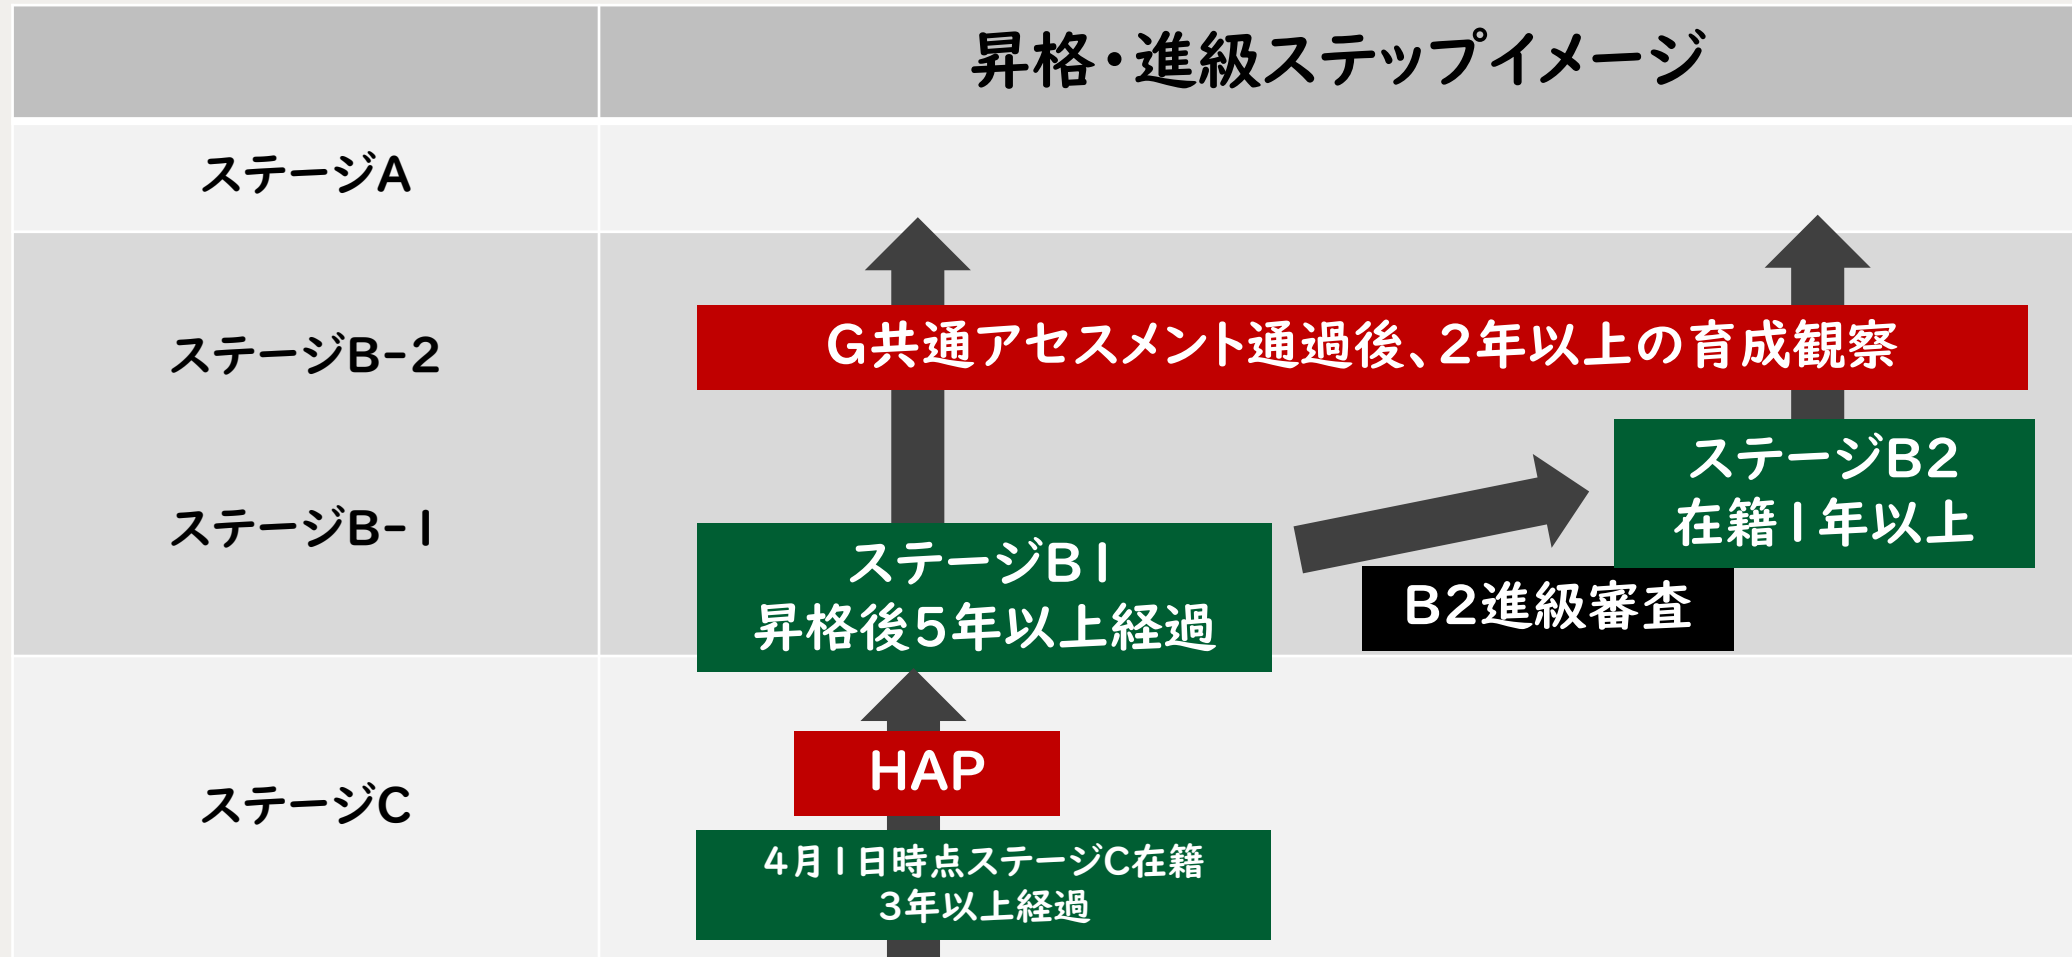 昇格・進級ステップイメージ
ステージA
ステージB-2
G共通アセスメント通過後、2年以上の育成観察
ステージB2
在籍1年以上
ステージB-1
ステージB1
昇格後5年以上経過
B2進級審査
ステージC
HAP
4月1日時点ステージC在籍
3年以上経過